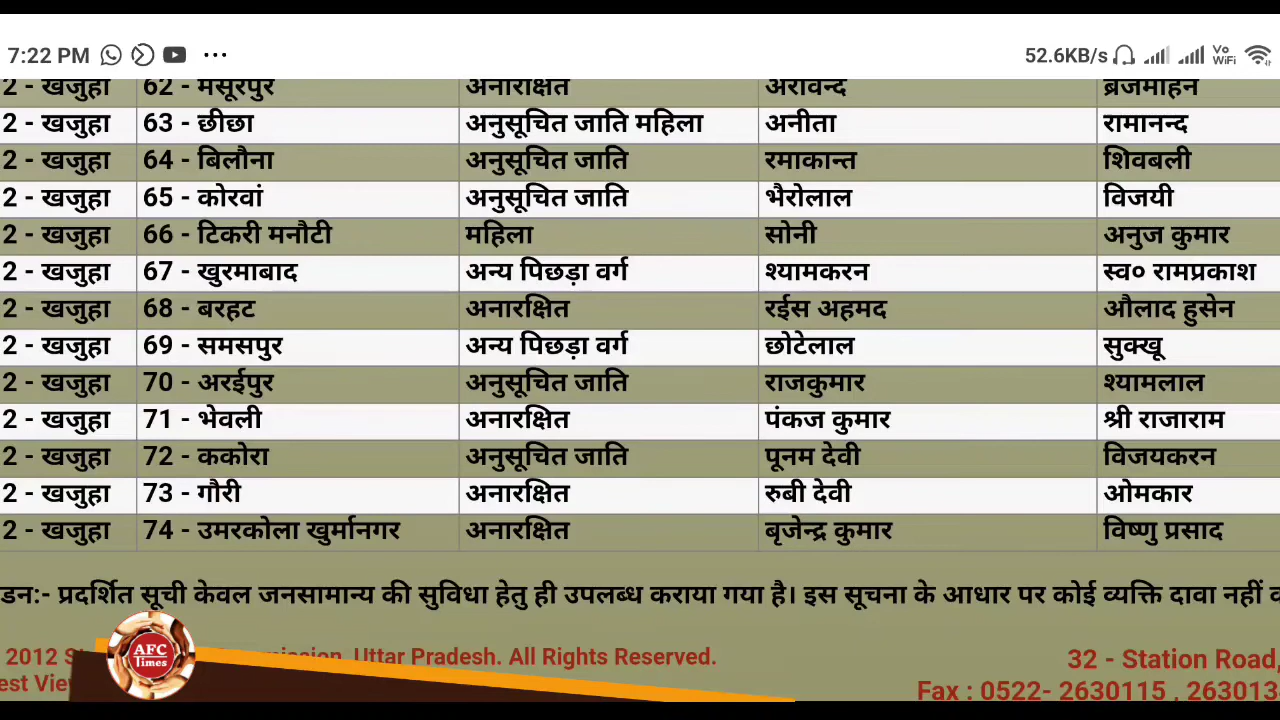 7:22 PM ... 52.6KB/s Vo WiFi
2 - खजुहा 62 - मसूरपुर अनारक्षित अरविन्द ब्रजमोहन
2 - खजुहा 63 - छीछा अनुसूचित जाति महिला अनीता रामानन्द
2 - खजुहा 64 - बिलौना अनुसूचित जाति रमाकान्त शिवबली
2 - खजुहा 65 - कोरवां अनुसूचित जाति भैरोलाल विजयी
2 - खजुहा 66 - टिकरी मनौटी महिला सोनी अनुज कुमार
2 - खजुहा 67 - खुरमाबाद अन्य पिछड़ा वर्ग श्यामकरन स्व० रामप्रकाश
2 - खजुहा 68 - बरहट अनारक्षित रईस अहमद औलाद हुसेन
2 - खजुहा 69 - समसपुर अन्य पिछड़ा वर्ग छोटेलाल सुक्खू
2 - खजुहा 70 - अरईपुर अनुसूचित जाति राजकुमार श्यामलाल
2 - खजुहा 71 - भेवली अनारक्षित पंकज कुमार श्री राजाराम
2 - खजुहा 72 - ककोरा अनुसूचित जाति पूनम देवी विजयकरन
2 - खजुहा 73 - गौरी अनारक्षित रुबी देवी ओमकार
2 - खजुहा 74 - उमरकोला खुर्मानगर अनारक्षित बृजेन्द्र कुमार विष्णु प्रसाद
डन:- प्रदर्शित सूची केवल जनसामान्य की सुविधा हेतु ही उपलब्ध कराया गया है। इस सूचना के आधार पर कोई व्यक्ति दावा नहीं
2012 Uttar Pradesh. All Rights Reserved. 32 - Station Road,
est Fax : 0522- 2630115 , 263013
AFC
Times